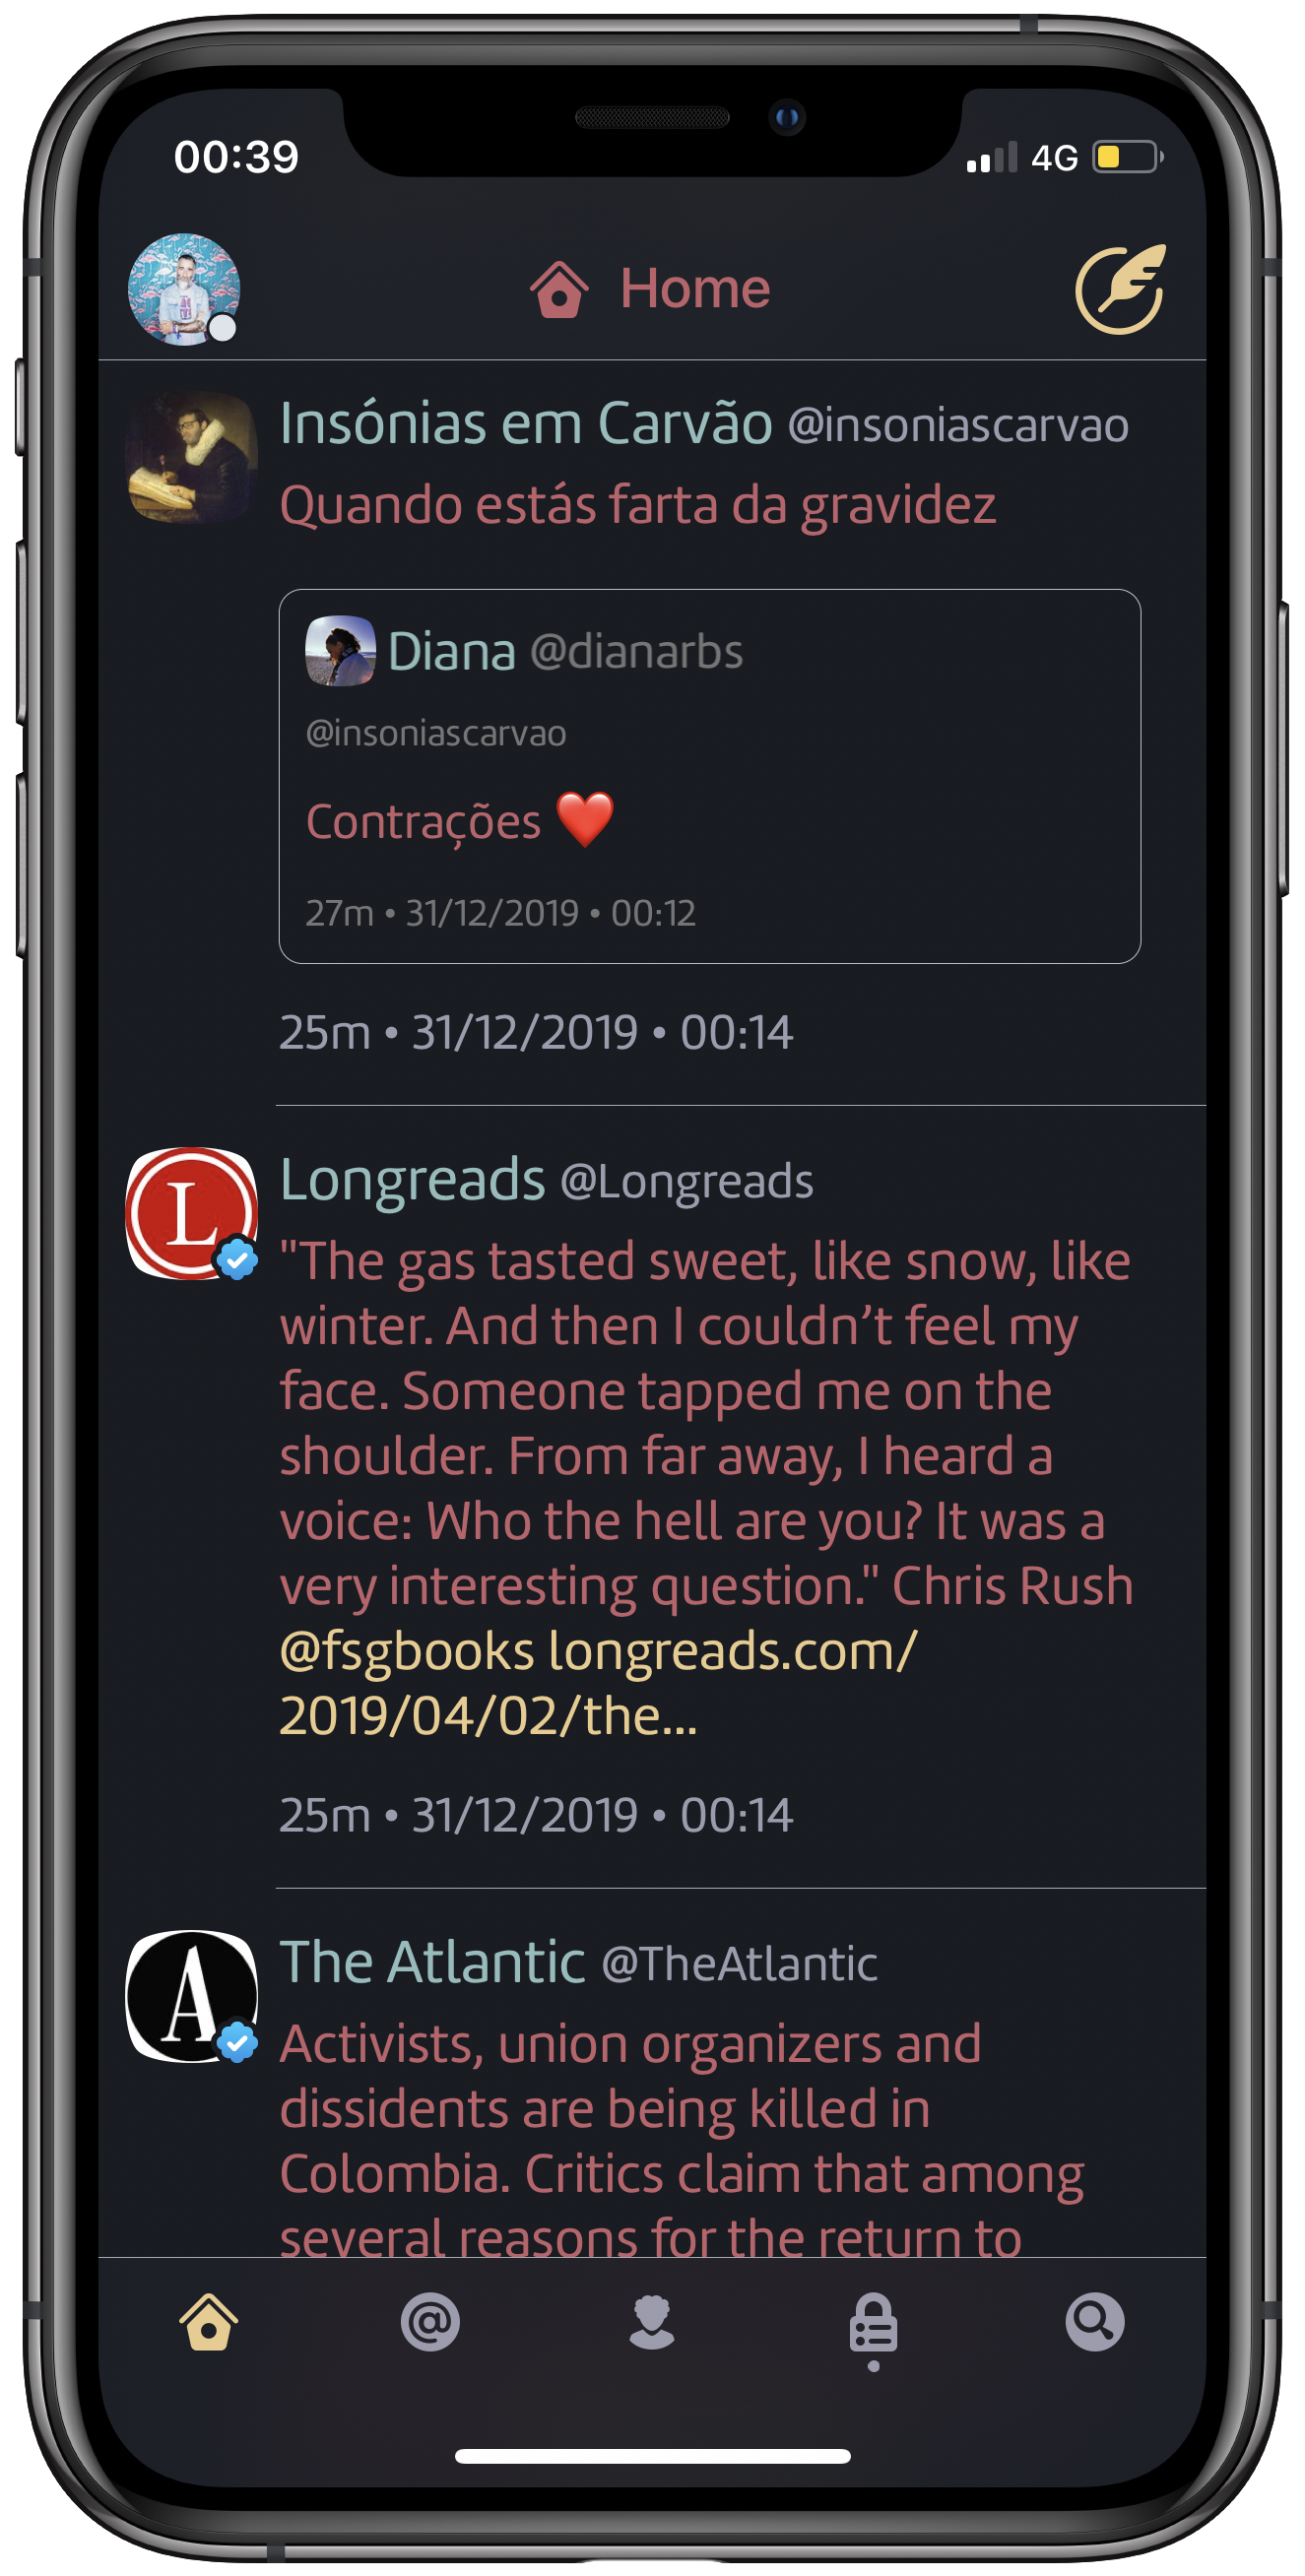 00:39
4G
Home
Insónias em Carvão @insoniascarvao
Quando estás farta da gravidez
Diana @dianarbs
@insoniascarvao
Contrações ❤️
27m • 31/12/2019 • 00:12
25m • 31/12/2019 • 00:14
L
Longreads @Longreads
"The gas tasted sweet, like snow, like
winter. And then I couldn’t feel my
face. Someone tapped me on the
shoulder. From far away, I heard a
voice: Who the hell are you? It was a
very interesting question." Chris Rush
@fsgbooks longreads.com/
2019/04/02/the...
25m • 31/12/2019 • 00:14
A
The Atlantic @TheAtlantic
Activists, union organizers and
dissidents are being killed in
Colombia. Critics claim that among
several reasons for the return to
@